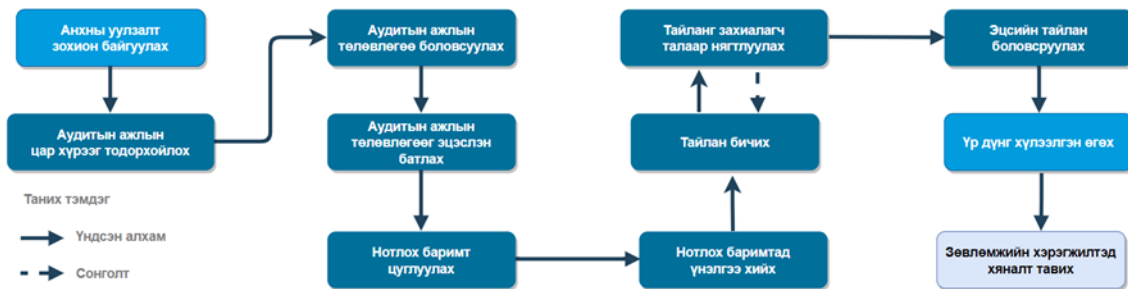 Анхны уулзалт
зохион байгуулах
Аудитын ажлын
цар хүрээг тодорхойлох
Аудитын ажлын
төлөвлөгөө боловсуулах
Аудитын ажлын
төлөвлөгөөг эцэслэн
батлах
Нотлох баримт
цуглуулах
Нотлох баримтад
үнэлгээ хийх
Тайлан бичих
Тайланг захиалагч
талаар нягтлуулах
Эцсийн тайлан
боловсруулах
Үр дүнг хүлээлгэн өгөх
Зөвлөмжийн хэрэгжилтэд
хяналт тавих
Таних тэмдэг
Үндсэн алхам
Сонголт